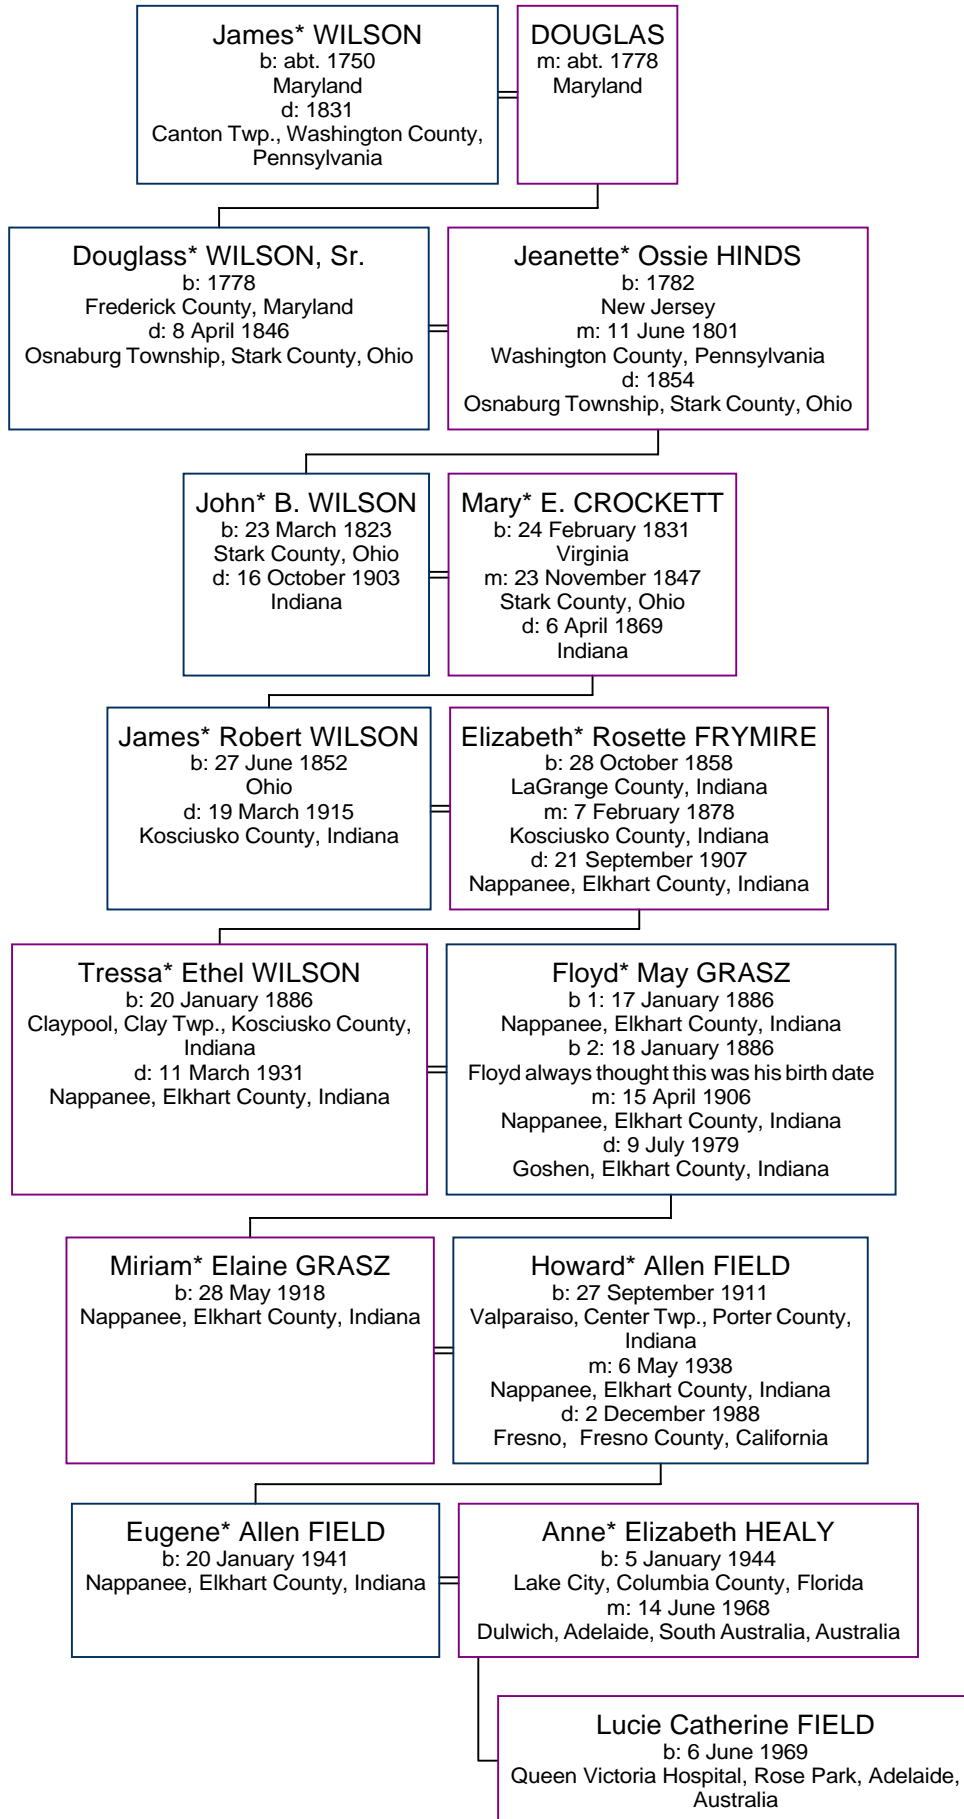 James* WILSON
b: abt. 1750
Maryland
d: 1831
Canton Twp., Washington County,
Pennsylvania
DOUGLAS
m: abt. 1778
Maryland
Douglass* WILSON, Sr.
b: 1778
Frederick County, Maryland
d: 8 April 1846
Osnaburg Township, Stark County, Ohio
Jeanette* Ossie HINDS
b: 1782
New Jersey
m: 11 June 1801
Washington County, Pennsylvania
d: 1854
Osnaburg Township, Stark County, Ohio
John* B. WILSON
b: 23 March 1823
Stark County, Ohio
d: 16 October 1903
Indiana
Mary* E. CROCKETT
b: 24 February 1831
Virginia
m: 23 November 1847
Stark County, Ohio
d: 6 April 1869
Indiana
James* Robert WILSON
b: 27 June 1852
Ohio
d: 19 March 1915
Kosciusko County, Indiana
Elizabeth* Rosette FRYMIRE
b: 28 October 1858
LaGrange County, Indiana
m: 7 February 1878
Kosciusko County, Indiana
d: 21 September 1907
Nappanee, Elkhart County, Indiana
Tressa* Ethel WILSON
b: 20 January 1886
Claypool, Clay Twp., Kosciusko County,
Indiana
d: 11 March 1931
Nappanee, Elkhart County, Indiana
Floyd* May GRASZ
b 1: 17 January 1886
Nappanee, Elkhart County, Indiana
b 2: 18 January 1886
Floyd always thought this was his birth date
m: 15 April 1906
Nappanee, Elkhart County, Indiana
d: 9 July 1979
Goshen, Elkhart County, Indiana
Miriam* Elaine GRASZ
b: 28 May 1918
Nappanee, Elkhart County, Indiana
Howard* Allen FIELD
b: 27 September 1911
Valparaiso, Center Twp., Porter County,
Indiana
m: 6 May 1938
Nappanee, Elkhart County, Indiana
d: 2 December 1988
Fresno, Fresno County, California
Eugene* Allen FIELD
b: 20 January 1941
Nappanee, Elkhart County, Indiana
Anne* Elizabeth HEALY
b: 5 January 1944
Lake City, Columbia County, Florida
m: 14 June 1968
Dulwich, Adelaide, South Australia, Australia
Lucie Catherine FIELD
b: 6 June 1969
Queen Victoria Hospital, Rose Park, Adelaide,
Australia